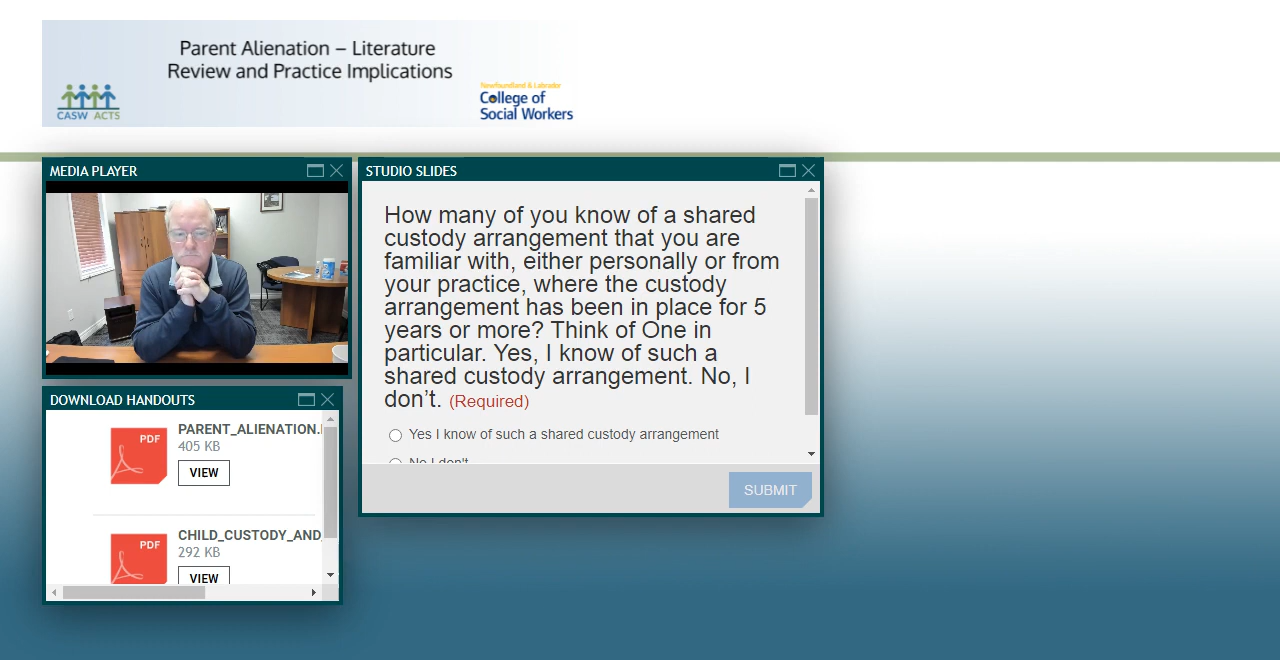 Parent Alienation – Literature
Review and Practice Implications
CASW ACTS
Newfoundland & Labrador
College of
Social Workers
MEDIA PLAYER
STUDIO SLIDES
How many of you know of a shared
custody arrangement that you are
familiar with, either personally or from
your practice, where the custody
arrangement has been in place for 5
years or more? Think of One in
particular. Yes, I know of such a
shared custody arrangement. No, I
don’t. (Required)
Yes I know of such a shared custody arrangement
No I don't
SUBMIT
DOWNLOAD HANDOUTS
PDF
PARENT_ALIENATION.
405 KB
VIEW
PDF
CHILD_CUSTODY_AND_
292 KB
VIEW